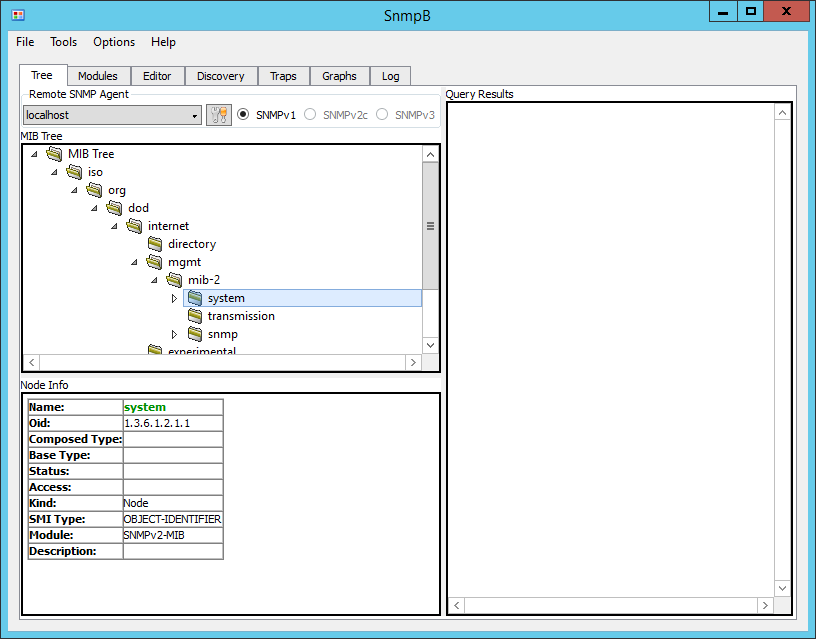 SnmpB
File Tools Options Help
Tree Modules Editor Discovery Traps Graphs Log
Remote SNMP Agent
localhost SNMPv1 SNMPv2c SNMPv3
MIB Tree
MIB Tree
iso
org
dod
internet
directory
mgmt
mib-2
system
transmission
snmp
experimental
Node Info
Name: system
Oid: 1.3.6.1.2.1.1
Composed Type:
Base Type:
Status:
Access:
Kind: Node
SMI Type: OBJECT-IDENTIFIER
Module: SNMPv2-MIB
Description:
Query Results